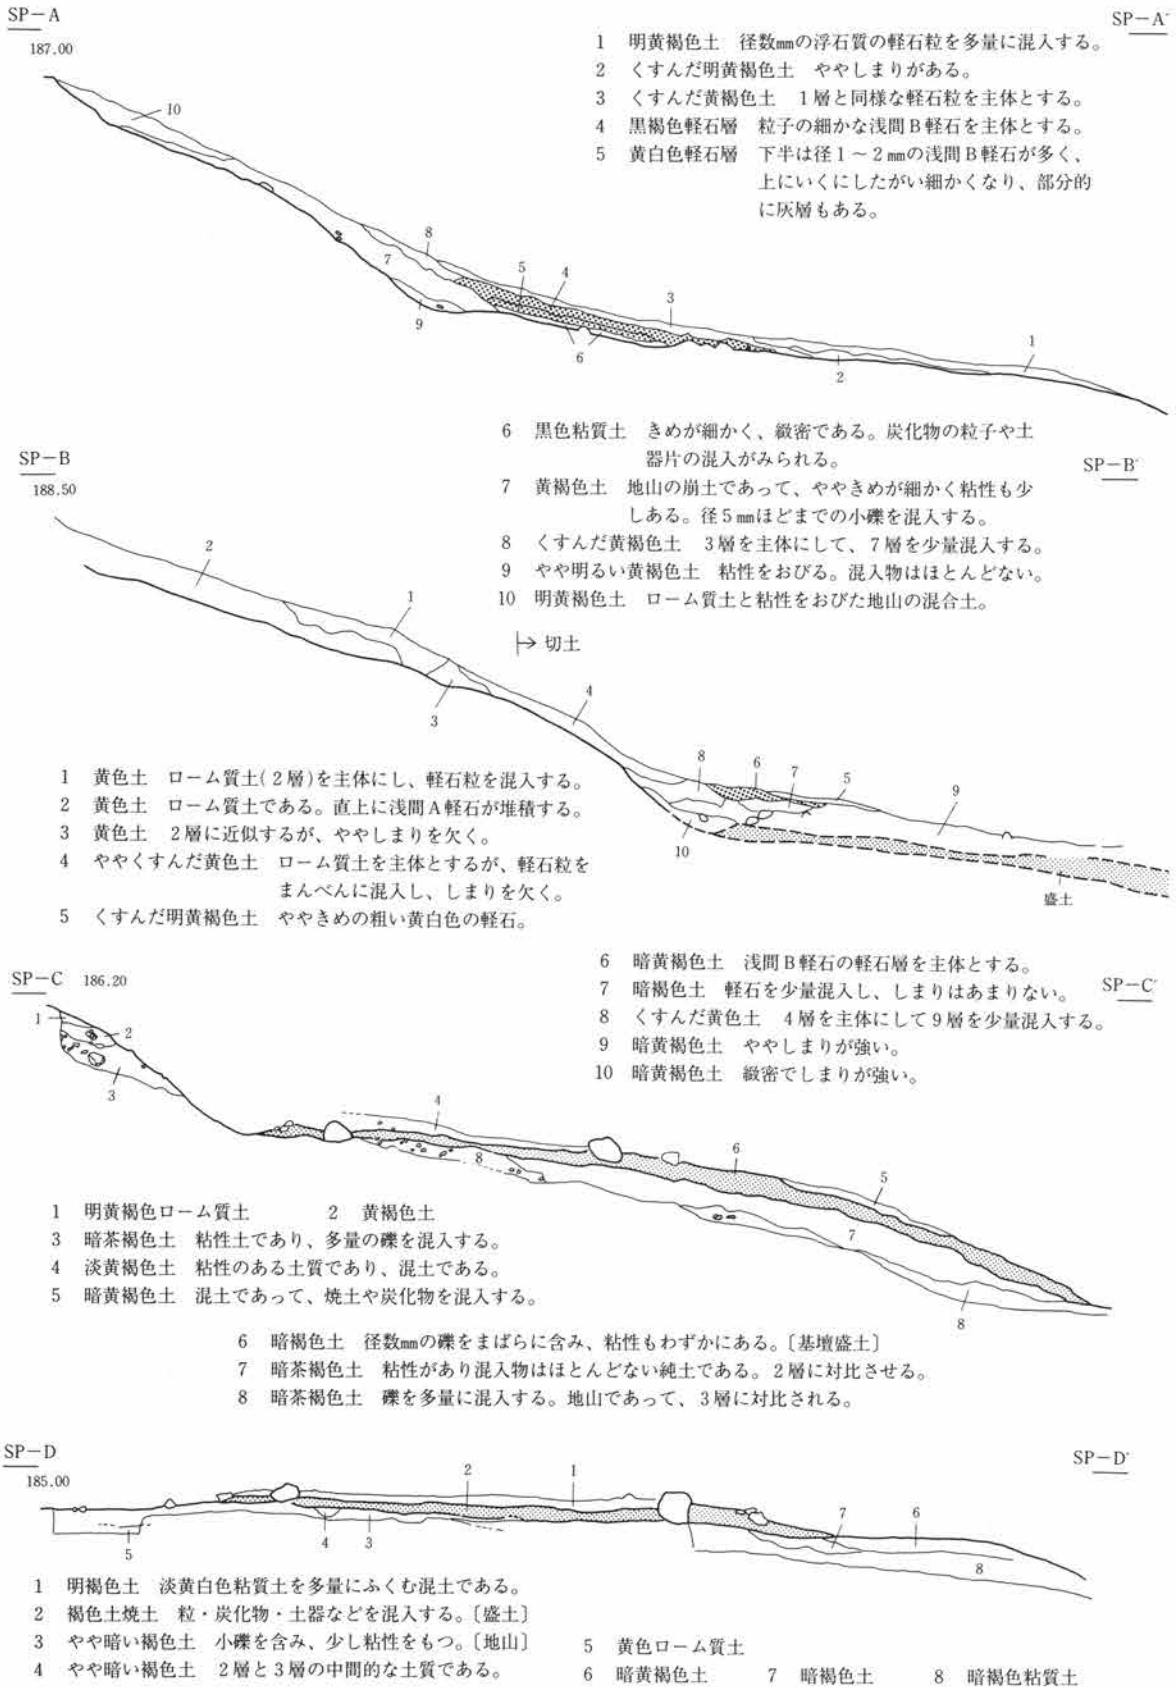 SP-A
SP-A'
187.00
1 明黄褐色土 径数㎜の浮石質の軽石粒を多量に混入する。
2 くすんだ明黄褐色土 ややしまりがある。
3 くすんだ黄褐色土 1層と同様な軽石粒を主体とする。
4 黒褐色軽石層 粒子の細かな浅間B軽石を主体とする。
5 黄白色軽石層 下半は径1～2㎜の浅間B軽石が多く、
上にいくにしたがい細かくなり、部分的
に灰層もある。
10
8
7
5
4
3
9
6
2
1
6 黒色粘質土 きめが細かく、緻密である。炭化物の粒子や土
器片の混入がみられる。
7 黄褐色土 地山の崩土であって、ややきめが細かく粘性も少
しある。径5㎜ほどまでの小礫を混入する。
8 くすんだ黄褐色土 3層を主体にして、7層を少量混入する。
9 やや明るい黄褐色土 粘性をおびる。混入物はほとんどない。
10 明黄褐色土 ローム質土と粘性をおびた地山の混合土。
SP-B
SP-B'
188.50
切土
2
1
3
4
8
6
7
5
9
10
盛土
1 黄色土 ローム質土(2層)を主体にし、軽石粒を混入する。
2 黄色土 ローム質土である。直上に浅間A軽石が堆積する。
3 黄色土 2層に近似するが、ややしまりを欠く。
4 ややくすんだ黄色土 ローム質土を主体とするが、軽石粒を
まんべんに混入し、しまりを欠く。
5 くすんだ明黄褐色土 ややきめの粗い黄白色の軽石。
6 暗黄褐色土 浅間B軽石の軽石層を主体とする。
7 暗褐色土 軽石を少量混入し、しまりはあまりない。
8 くすんだ黄色土 4層を主体にして9層を少量混入する。
9 暗黄褐色土 ややしまりが強い。
10 暗黄褐色土 緻密でしまりが強い。
SP-C 186.20
SP-C'
1
2
3
4
8
6
5
7
8
1 明黄褐色ローム質土 2 黄褐色土
3 暗茶褐色土 粘性土であり、多量の礫を混入する。
4 淡黄褐色土 粘性のある土質であり、混土である。
5 暗黄褐色土 混土であって、焼土や炭化物を混入する。
6 暗褐色土 径数㎜の礫をまばらに含み、粘性もわずかにある。〔基壇盛土〕
7 暗茶褐色土 粘性があり混入物はほとんどない純土である。2層に対比させる。
8 暗茶褐色土 礫を多量に混入する。地山であって、3層に対比される。
SP-D
SP-D'
185.00
2
1
7
6
5
4
3
8
1 明褐色土 淡黄白色粘質土を多量にふくむ混土である。
2 褐色土焼土 粒・炭化物・土器などを混入する。〔盛土〕
3 やや暗い褐色土 小礫を含み、少し粘性をもつ。〔地山〕
4 やや暗い褐色土 2層と3層の中間的な土質である。
5 黄色ローム質土
6 暗黄褐色土 7 暗褐色土 8 暗褐色粘質土